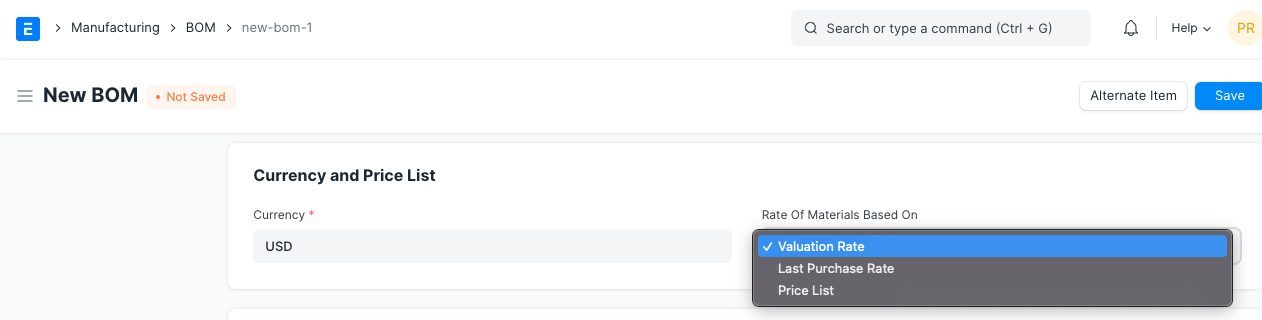 E > Manufacturing > BOM > new-bom-1
Search or type a command (Ctrl + G)
Help
PR
New BOM
• Not Saved
Alternate Item
Save
Currency and Price List
Currency *
USD
Rate Of Materials Based On
✓ Valuation Rate
Last Purchase Rate
Price List